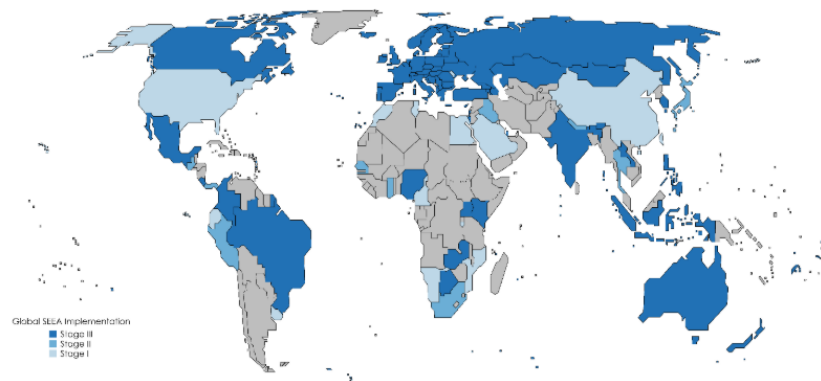 Global SEEA Implementation
Stage III
Stage II
Stage I